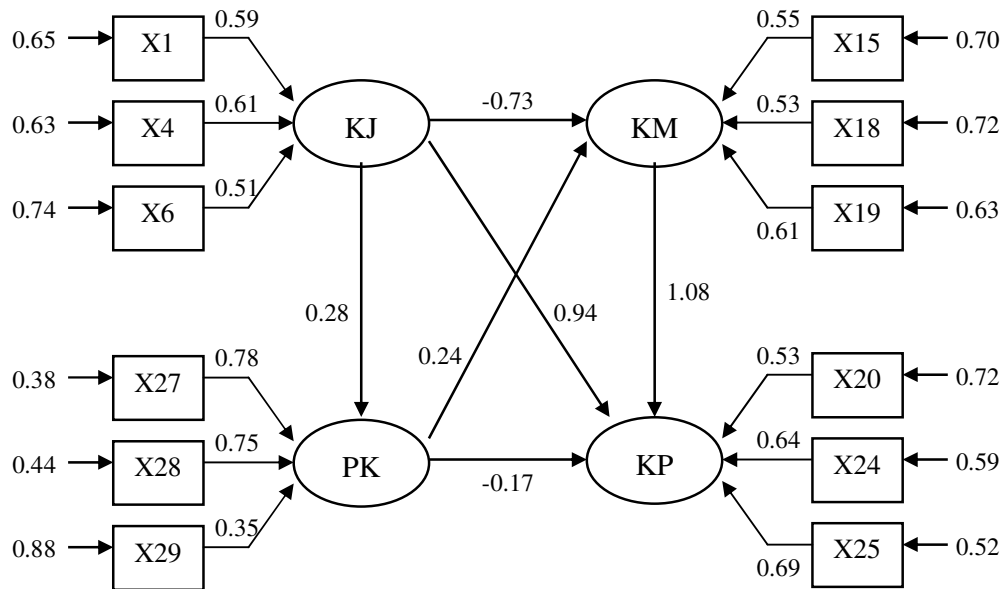 0.65 X1 0.59
0.63 X4 0.61
0.74 X6 0.51
KJ
-0.73
KM
0.55 X15 0.70
0.53 X18 0.72
0.61 X19 0.63
0.28
0.24
0.94
1.08
0.38 X27 0.78
0.44 X28 0.75
0.88 X29 0.35
PK
-0.17
KP
0.53 X20 0.72
0.64 X24 0.59
0.69 X25 0.52